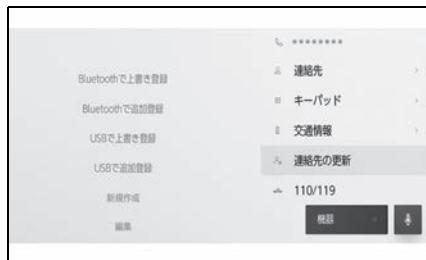 Bluetoothで上書き登録
Bluetoothで追加登録
USBで上書き登録
USBで追加登録
新規作成
編集
********
連絡先
キーパッド
交通情報
連絡先の更新
110/119
機器